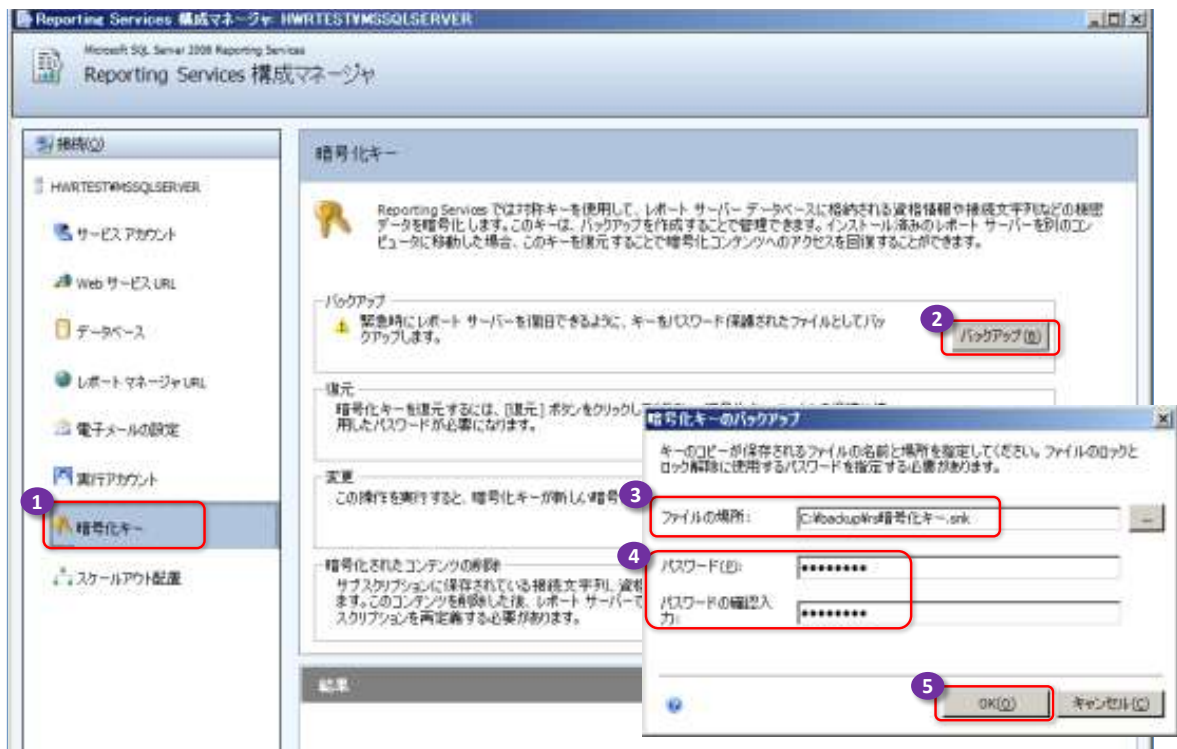 Reporting Services 構成マネージャ: HWRTEST¥MSSQLSERVER
Microsoft SQL Server 2008 Reporting Services
Reporting Services 構成マネージャ
接続(O)
HWRTEST¥MSSQLSERVER
サービス アカウント
Web サービス URL
データベース
レポート マネージャ URL
電子メールの設定
実行アカウント
1
暗号化キー
スケールアウト配置
暗号化キー
Reporting Services では対称キーを使用して、レポート サーバー データベースに格納される資格情報や接続文字列などの機密
データを暗号化します。このキーは、バックアップを作成することで管理できます。インストール済みのレポート サーバーを別のコン
ピュータに移動した場合、このキーを復元することで暗号化コンテンツへのアクセスを回復することができます。
バックアップ
緊急時にレポート サーバーを復旧できるように、キーをパスワード保護されたファイルとしてバッ
クアップします。
2
バックアップ(B)
復元
暗号化キーを復元するには、[復元] ボタンをクリックし
用したパスワードが必要になります。
変更
この操作を実行すると、暗号化キーが新しい暗号
暗号化されたコンテンツの削除
サブスクリプションに保存されている接続文字列、資格
ます。このコンテンツを削除した後、レポート サーバーで
スクリプションを再定義する必要があります。
結果
暗号化キーのバックアップ
キーのコピーが保存されるファイルの名前と場所を指定してください。ファイルのロックと
ロック解除に使用するパスワードを指定する必要があります。
3
ファイルの場所:
C:¥backup¥rs暗号化キー.snk
...
4
パスワード(P):
●●●●●●●●
パスワードの確認入
力:
●●●●●●●●
5
OK(O)
キャンセル(C)